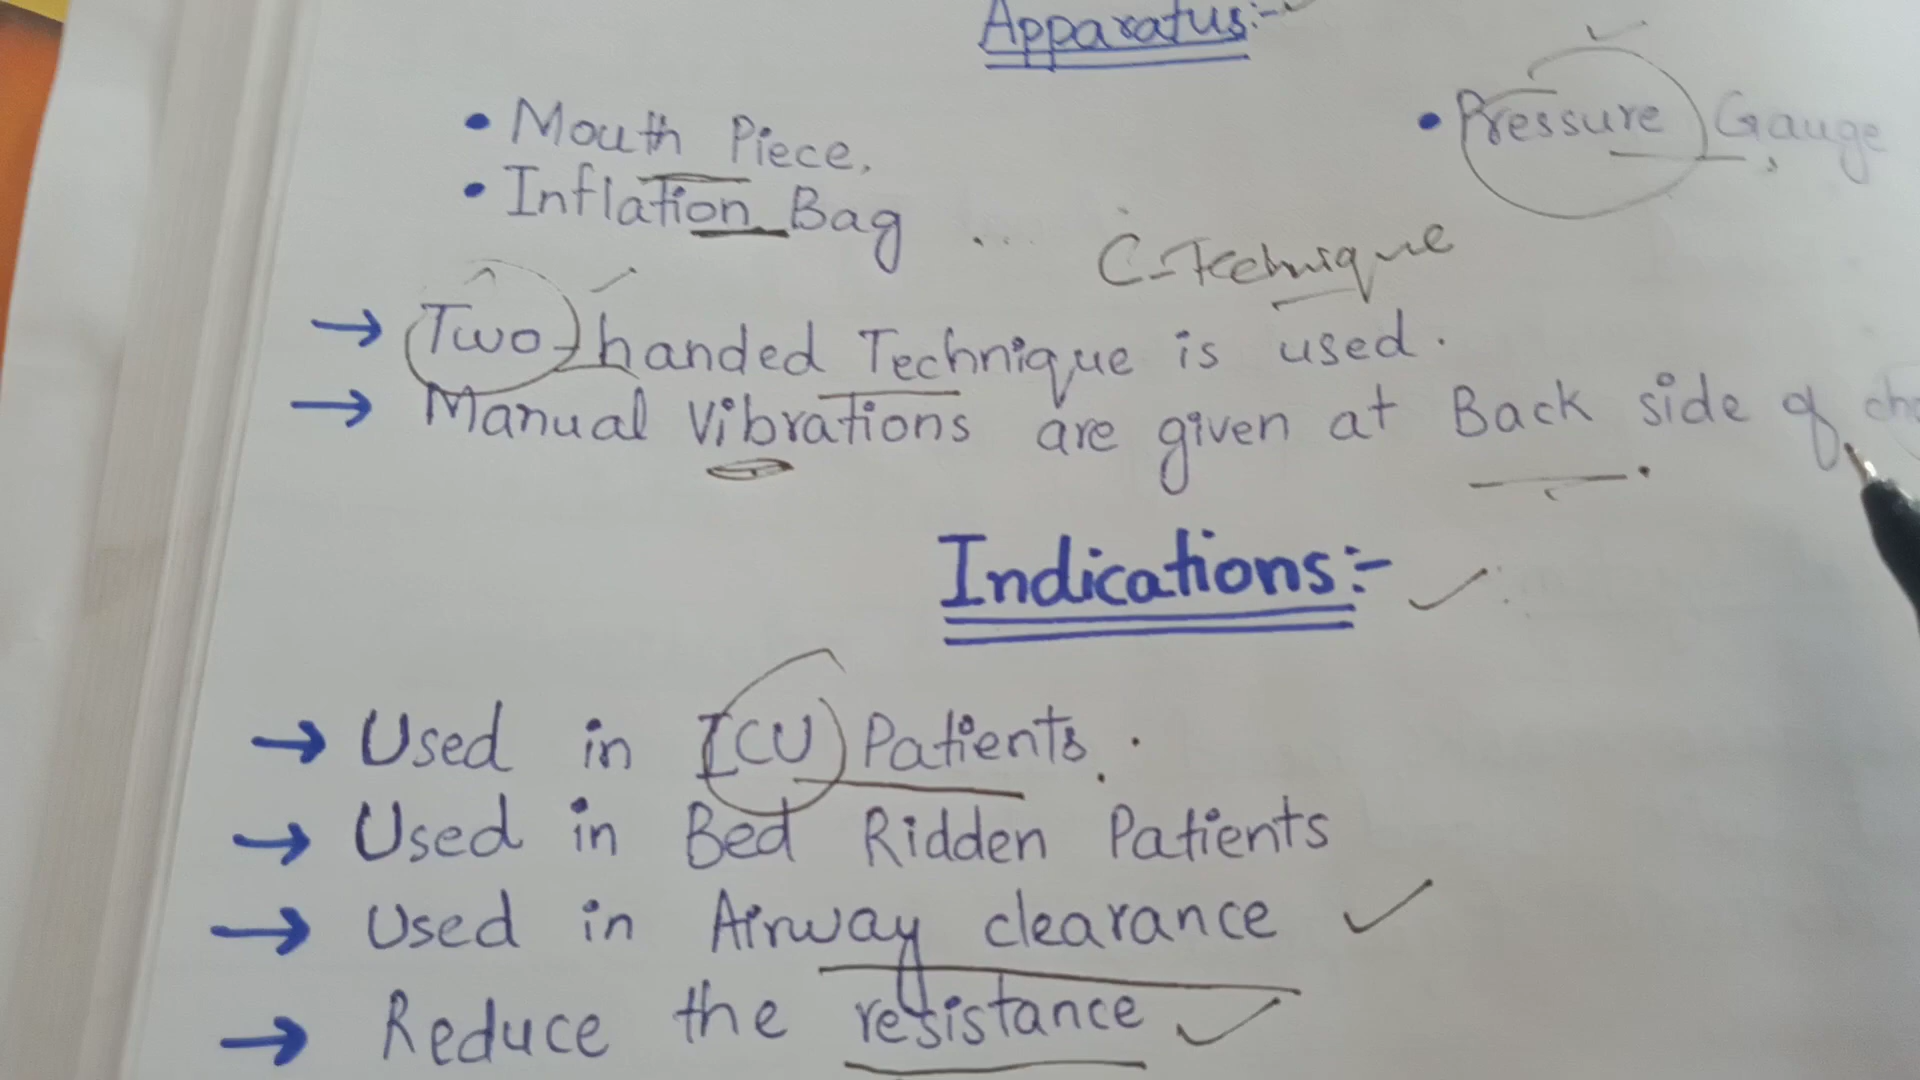 Apparatus:-
• Mouth Piece.
• Pressure Gauge
• Inflation Bag
C-Technique
→ Two-handed Technique is used.
→ Manual Vibrations are given at Back side of
Indications:-
→ Used in ICU Patients.
→ Used in Bed Ridden Patients
→ Used in Airway clearance
→ Reduce the resistance